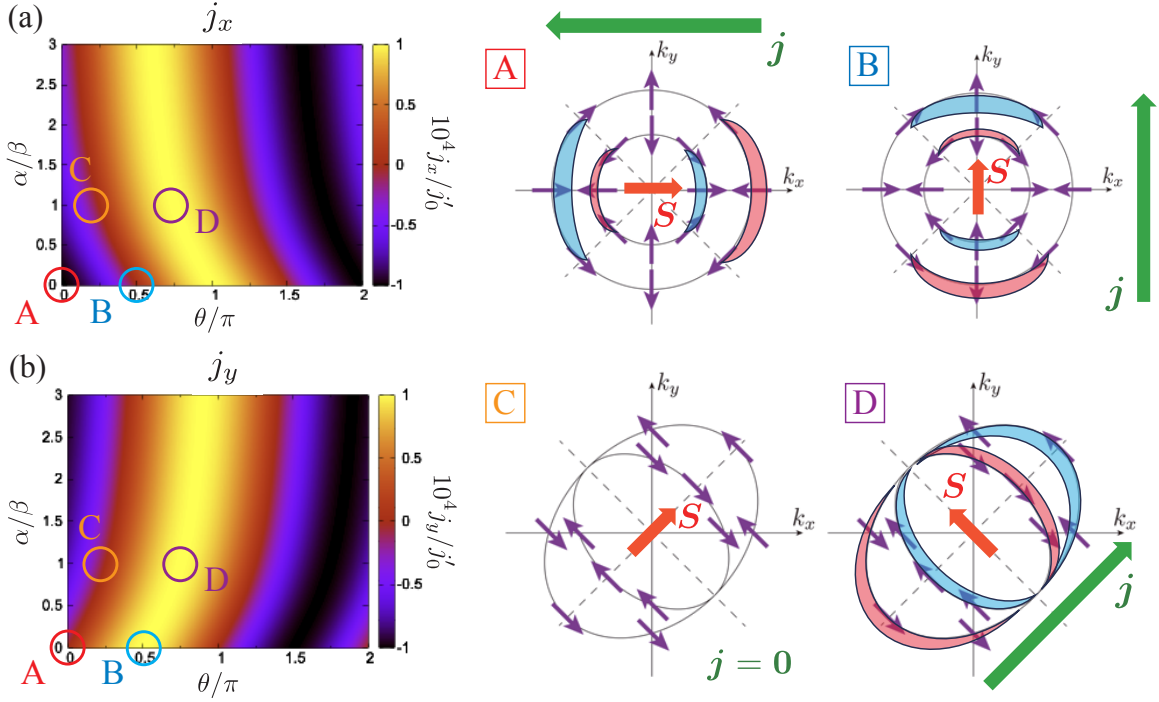 (a)
j_x
3
2.5
2
1.5
1
0.5
0
α/β
C
D
A
B
0
0.5
1
1.5
2
θ/π
1
0.5
0
-0.5
-1
10^4 j_x/j_0'
A
j
k_y
k_x
S
B
k_y
k_x
S
j
(b)
j_y
3
2.5
2
1.5
1
0.5
0
α/β
C
D
A
B
0
0.5
1
1.5
2
θ/π
1
0.5
0
-0.5
-1
10^4 j_y/j_0'
C
k_y
k_x
S
j = 0
D
k_y
k_x
S
j